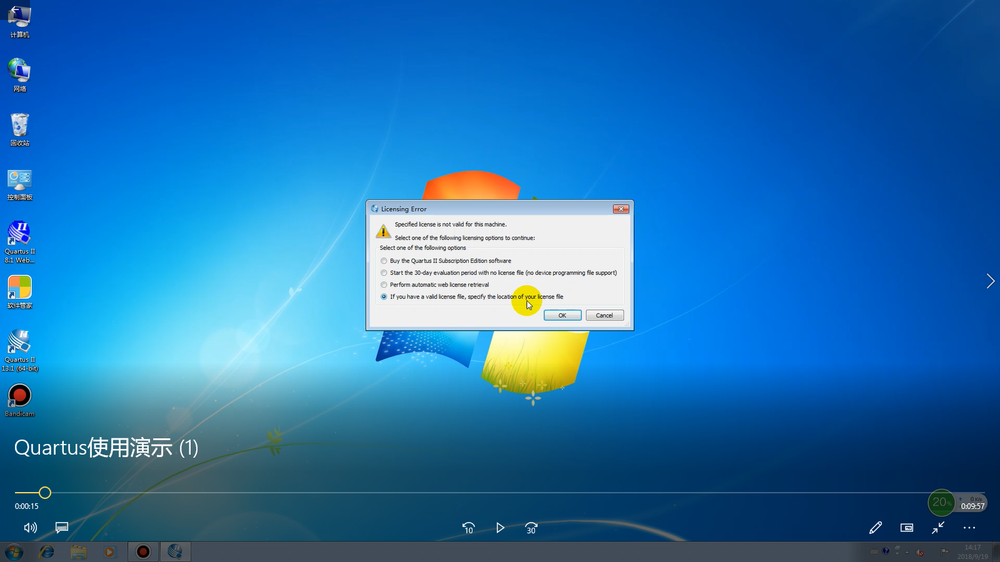 计算机
网络
回收站
控制面板
Quartus II
8.1 Web...
软件管家
Quartus II
13.1 (64-bit)
Bandicam
Licensing Error
Specified license is not valid for this machine.
Select one of the following licensing options to continue:
Select one of the following options
Buy the Quartus II Subscription Edition software
Start the 30-day evaluation period with no license file (no device programming file support)
Perform automatic web license retrieval
If you have a valid license file, specify the location of your license file
OK
Cancel
Quartus使用演示 (1)
0:00:15
20%
0 K/s
0:09:57
10
30
14:17
2018/9/19